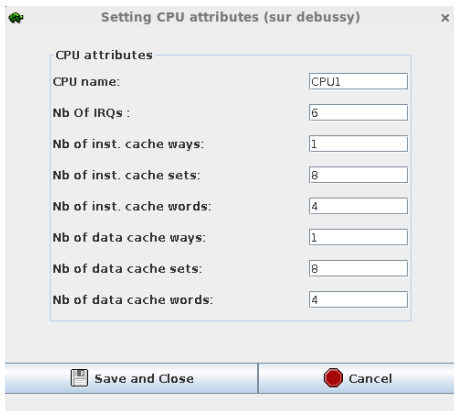 Setting CPU attributes (sur debussy)
CPU attributes
CPU name: CPU1
Nb Of IRQs : 6
Nb of inst. cache ways: 1
Nb of inst. cache sets: 8
Nb of inst. cache words: 4
Nb of data cache ways: 1
Nb of data cache sets: 8
Nb of data cache words: 4
Save and Close Cancel